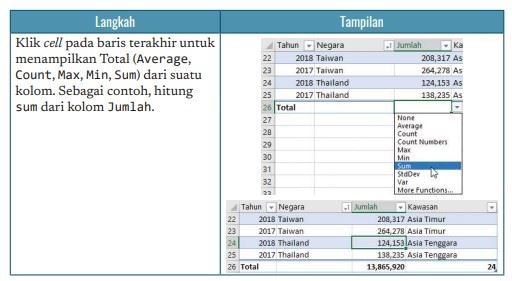 Langkah
Tampilan
Klik cell pada baris terakhir untuk
menampilkan Total (Average,
Count, Max, Min, Sum) dari suatu
kolom. Sebagai contoh, hitung
sum dari kolom Jumlah.
Tahun Negara Jumlah Ka
22 2018 Taiwan 208,317 As
23 2017 Taiwan 264,278 As
24 2018 Thailand 124,153 As
25 2017 Thailand 138,235 As
26 Total
27
28
29
30
31
32
33
None
Average
Count
Count Numbers
Max
Min
Sum
StdDev
Var
More Functions...
Tahun Negara Jumlah Kawasan
22 2018 Taiwan 208,317 Asia Timur
23 2017 Taiwan 264,278 Asia Timur
24 2018 Thailand 124,153 Asia Tenggara
25 2017 Thailand 138,235 Asia Tenggara
26 Total 13,865,920 24